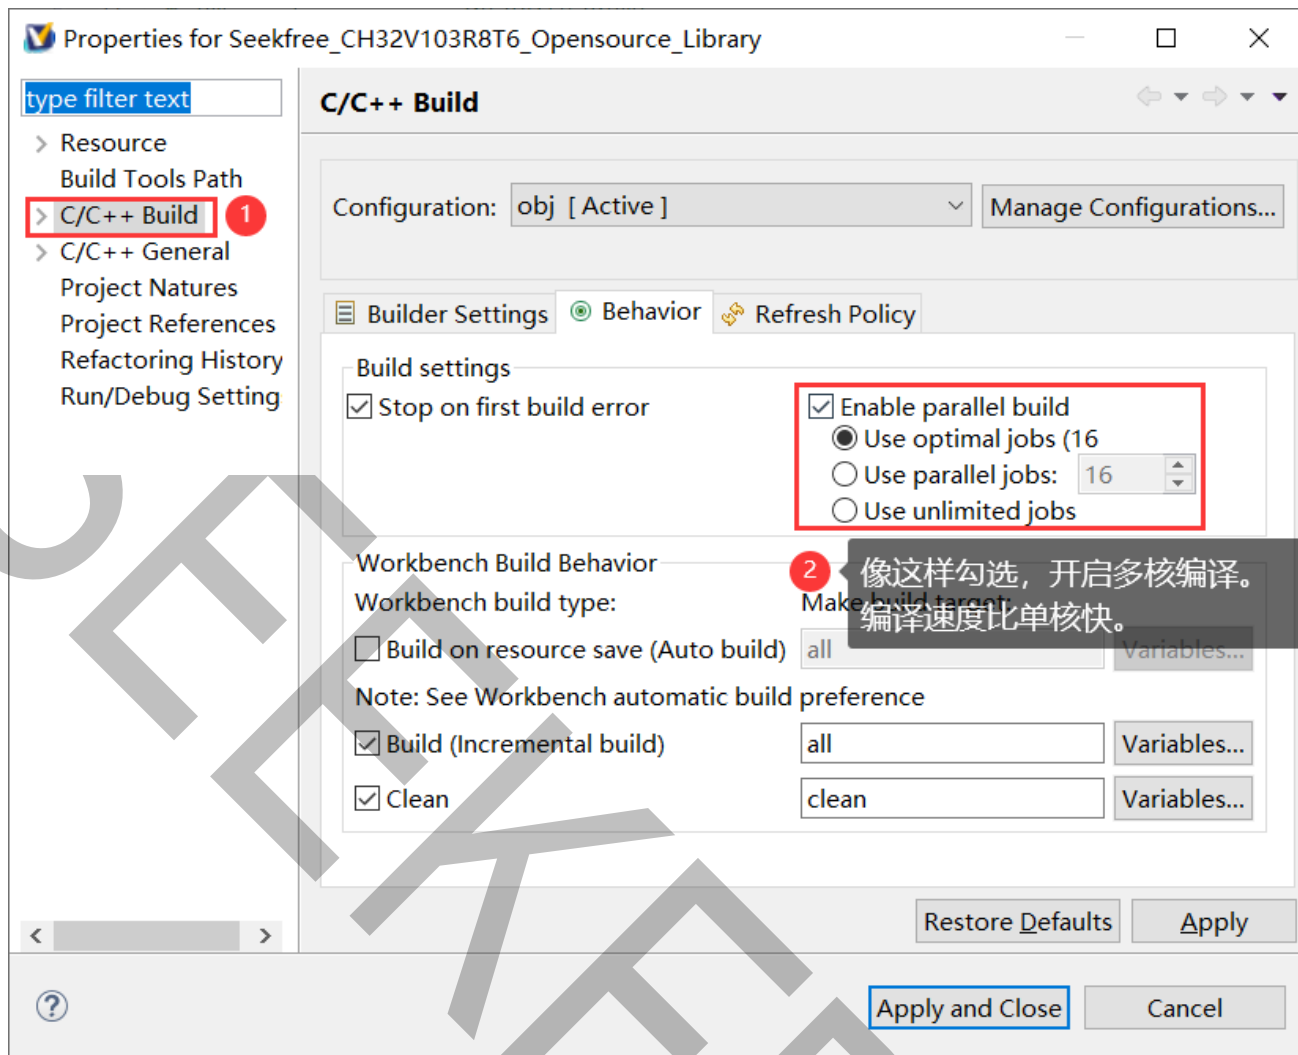 Properties for Seekfree_CH32V103R8T6_Opensource_Library
type filter text
Resource
Build Tools Path
C/C++ Build
1
C/C++ General
Project Natures
Project References
Refactoring History
Run/Debug Setting
C/C++ Build
Configuration: obj [ Active ] Manage Configurations...
Builder Settings Behavior Refresh Policy
Build settings
Stop on first build error Enable parallel build
Use optimal jobs (16
Use parallel jobs: 16
Use unlimited jobs
Workbench Build Behavior
2 像这样勾选，开启多核编译。
编译速度比单核快。
Workbench build type: Make build target:
Build on resource save (Auto build) all Variables...
Note: See Workbench automatic build preference
Build (Incremental build) all Variables...
Clean clean Variables...
Restore Defaults Apply
Apply and Close Cancel
SEEKF